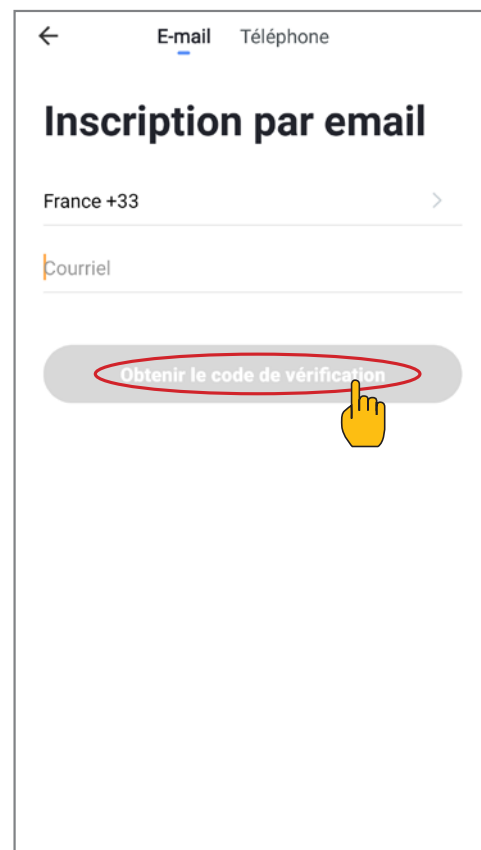 E-mail Téléphone
Inscription par email
France +33
Courriel
Obtenir le code de vérification